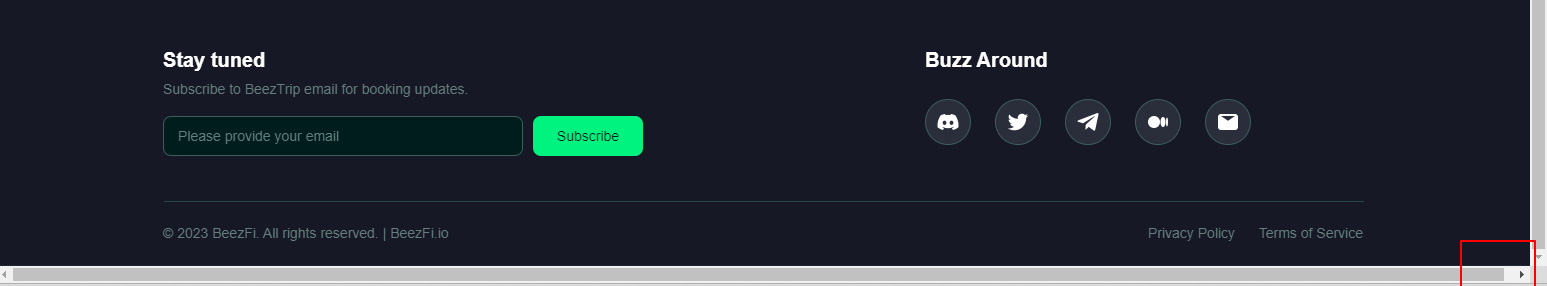 Stay tuned
Subscribe to BeezTrip email for booking updates.
Please provide your email
Subscribe
Buzz Around
© 2023 BeezFi. All rights reserved. | BeezFi.io
Privacy Policy
Terms of Service